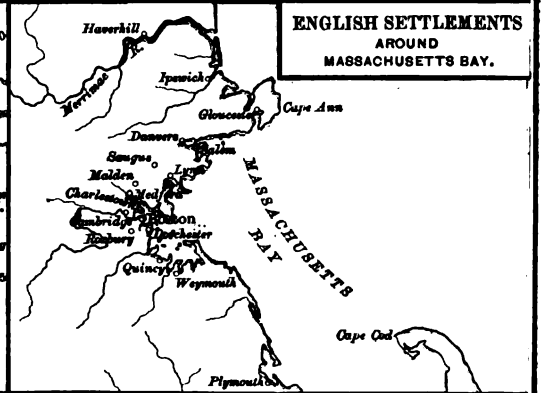 ENGLISH SETTLEMENTS
AROUND
MASSACHUSETTS BAY.
Haverhill
R.
Merrimac
Ipswich
Gloucester
Cape Ann
Danvers
Salem
Saugus
Lynn
Malden
Medford
Charlestown
Cambridge
Boston
Roxbury
Dorchester
Quincy
Weymouth
MASSACHUSETTS
BAY
Cape Cod
Plymouth